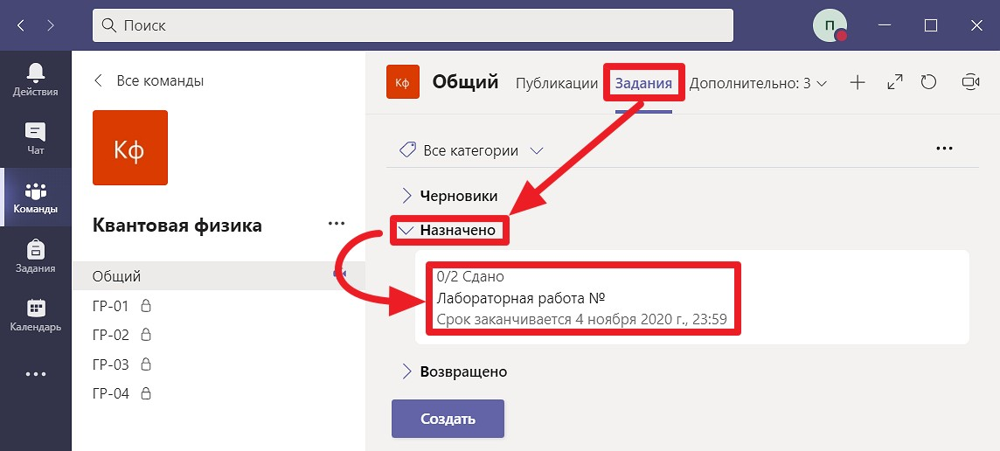 Поиск
П
Действия
Чат
Команды
Задания
Календарь
Все команды
Кф
Квантовая физика
Общий
ГР-01
ГР-02
ГР-03
ГР-04
Кф
Общий
Публикации
Задания
Дополнительно: 3
Все категории
Черновики
Назначено
0/2 Сдано
Лабораторная работа №
Срок заканчивается 4 ноября 2020 г., 23:59
Возвращено
Создать